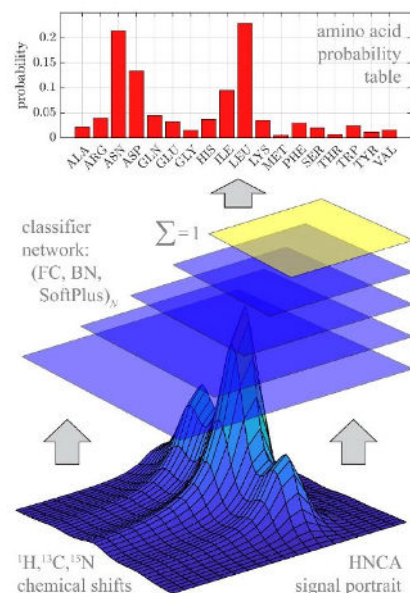 amino acid
probability
table
probability
0.2
0.15
0.1
0.05
0
ALA ARG ASN ASP GLN GLU GLY HIS ILE LEU LYS MET PHE SER THR TRP TYR VAL
classifier
network:
(FC, BN,
SoftPlus)N
∑=1
¹H,¹³C,¹⁵N
chemical shifts
HNCA
signal portrait